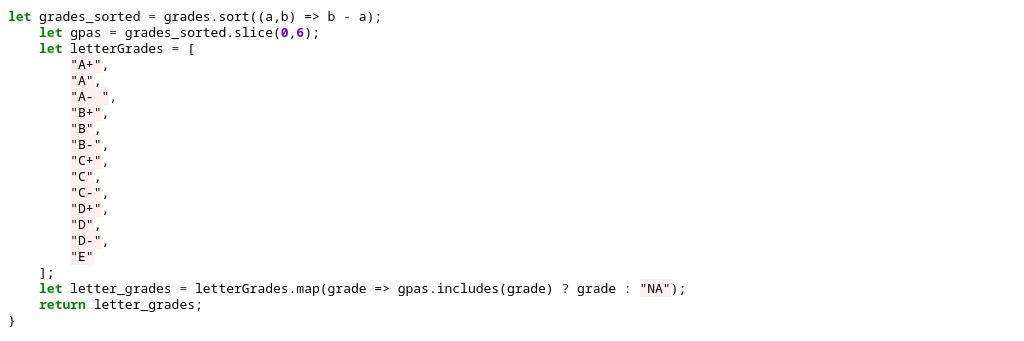 let grades_sorted = grades.sort((a,b) => b - a);
    let gpas = grades_sorted.slice(0,6);
    let letterGrades = [
        "A+",
        "A",
        "A- ",
        "B+",
        "B",
        "B-",
        "C+",
        "C",
        "C-",
        "D+",
        "D",
        "D-",
        "E"
    ];
    let letter_grades = letterGrades.map(grade => gpas.includes(grade) ? grade : "NA");
    return letter_grades;
}